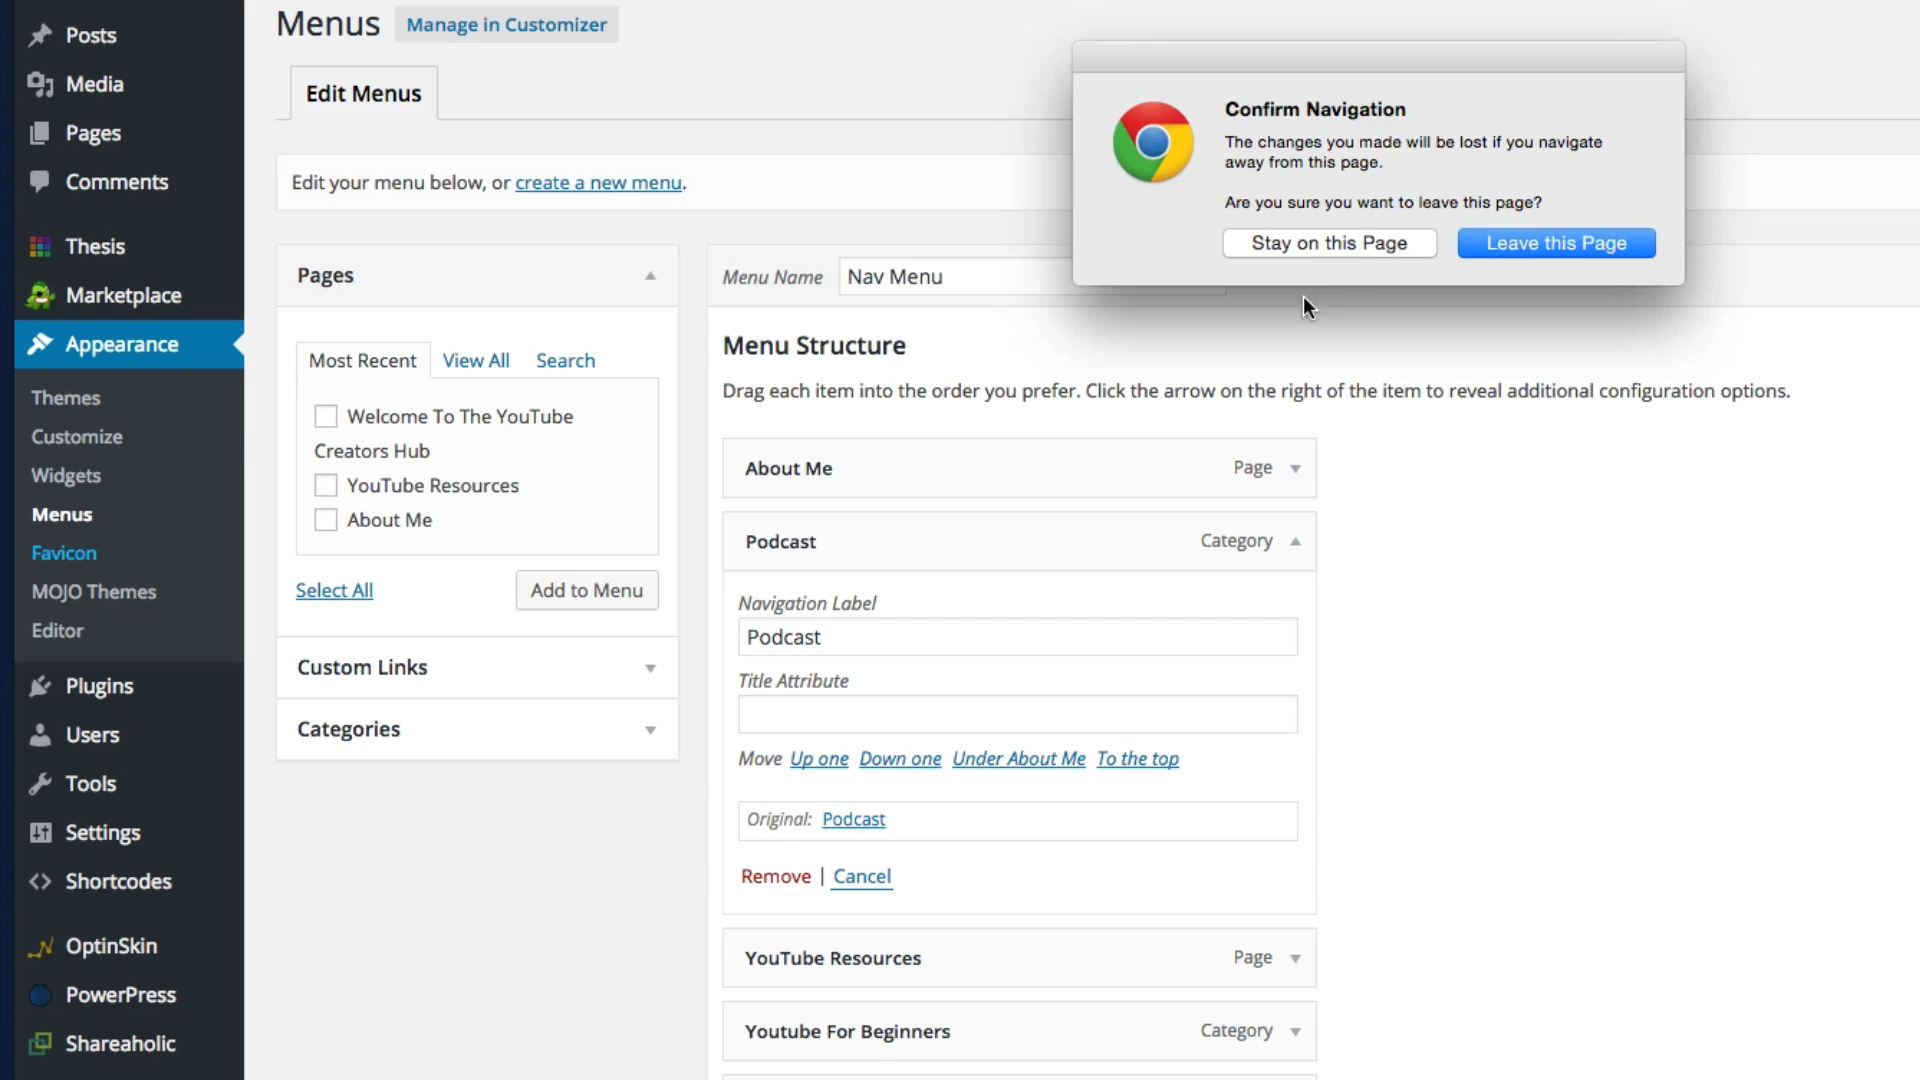 Posts
Media
Pages
Comments
Thesis
Marketplace
Appearance
Themes
Customize
Widgets
Menus
Favicon
MOJO Themes
Editor
Plugins
Users
Tools
Settings
Shortcodes
OptinSkin
PowerPress
Shareaholic
Menus Manage in Customizer
Edit Menus
Edit your menu below, or create a new menu.
Pages
Most Recent View All Search
Welcome To The YouTube
Creators Hub
YouTube Resources
About Me
Select All Add to Menu
Custom Links
Categories
Menu Name Nav Menu
Menu Structure
Drag each item into the order you prefer. Click the arrow on the right of the item to reveal additional configuration options.
About Me Page
Podcast Category
Navigation Label
Podcast
Title Attribute
Move Up one Down one Under About Me To the top
Original: Podcast
Remove | Cancel
YouTube Resources Page
Youtube For Beginners Category
Confirm Navigation
The changes you made will be lost if you navigate
away from this page.
Are you sure you want to leave this page?
Stay on this Page Leave this Page